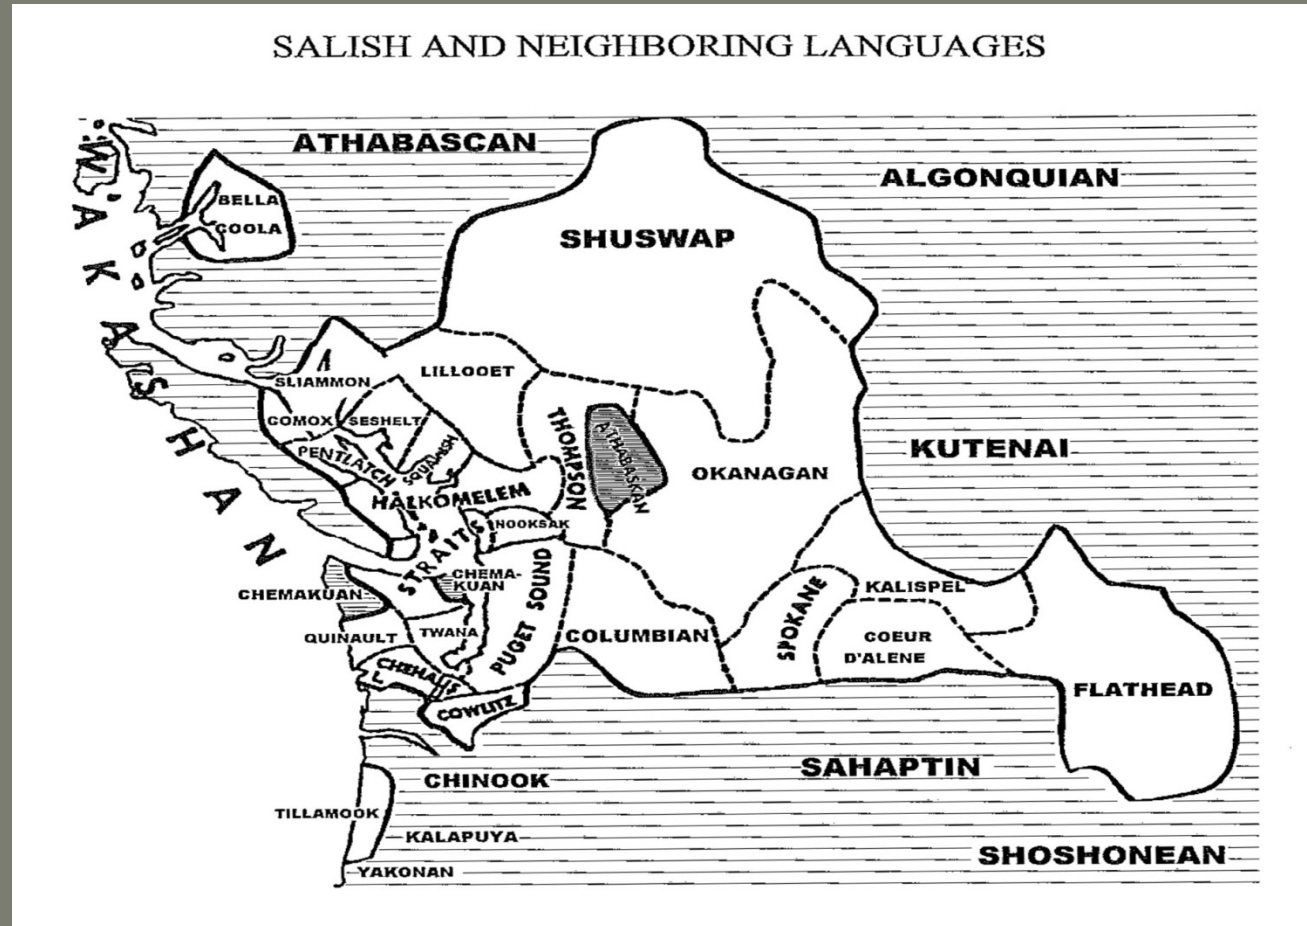 SALISH AND NEIGHBORING LANGUAGES
ATHABASCAN
ALGONQUIAN
WAKASHAN
BELLA
COOLA
SHUSWAP
LILLOOET
SLIAMMON
COMOX
SESHELT
PENTLATCH
SQUAMISH
THOMPSON
ATHABASKAN
OKANAGAN
KUTENAI
HALKOMELEM
NOOKSAK
STRAITS
CHEMAKUAN
CHEMA-
KUAN
PUGET SOUND
QUINAULT
TWANA
COLUMBIAN
SPOKANE
KALISPEL
COEUR
D'ALENE
CHEHALIS
COWLITZ
FLATHEAD
CHINOOK
SAHAPTIN
TILLAMOOK
KALAPUYA
YAKONAN
SHOSHONEAN